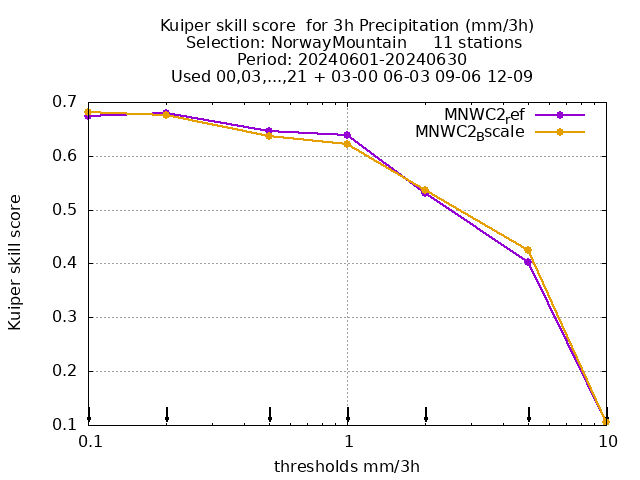 Kuiper skill score  for 3h Precipitation (mm/3h)
Selection: NorwayMountain     11 stations
Period: 20240601-20240630
Used 00,03,...,21 + 03-00 06-03 09-06 12-09
MNWC2ref
MNWC2Bscale
0.7
0.6
0.5
0.4
0.3
0.2
0.1
Kuiper skill score
0.1 1 10
thresholds mm/3h